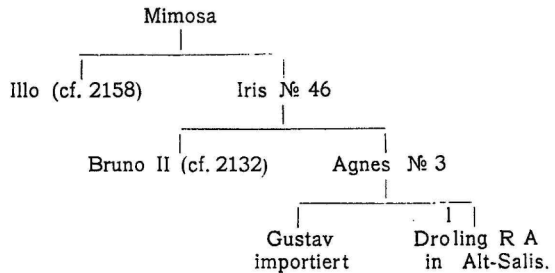 Mimosa
Illo (cf. 2158) Iris № 46
Bruno II (cf. 2132) Agnes № 3
Gustav Droling R A
importiert in Alt-Salis.